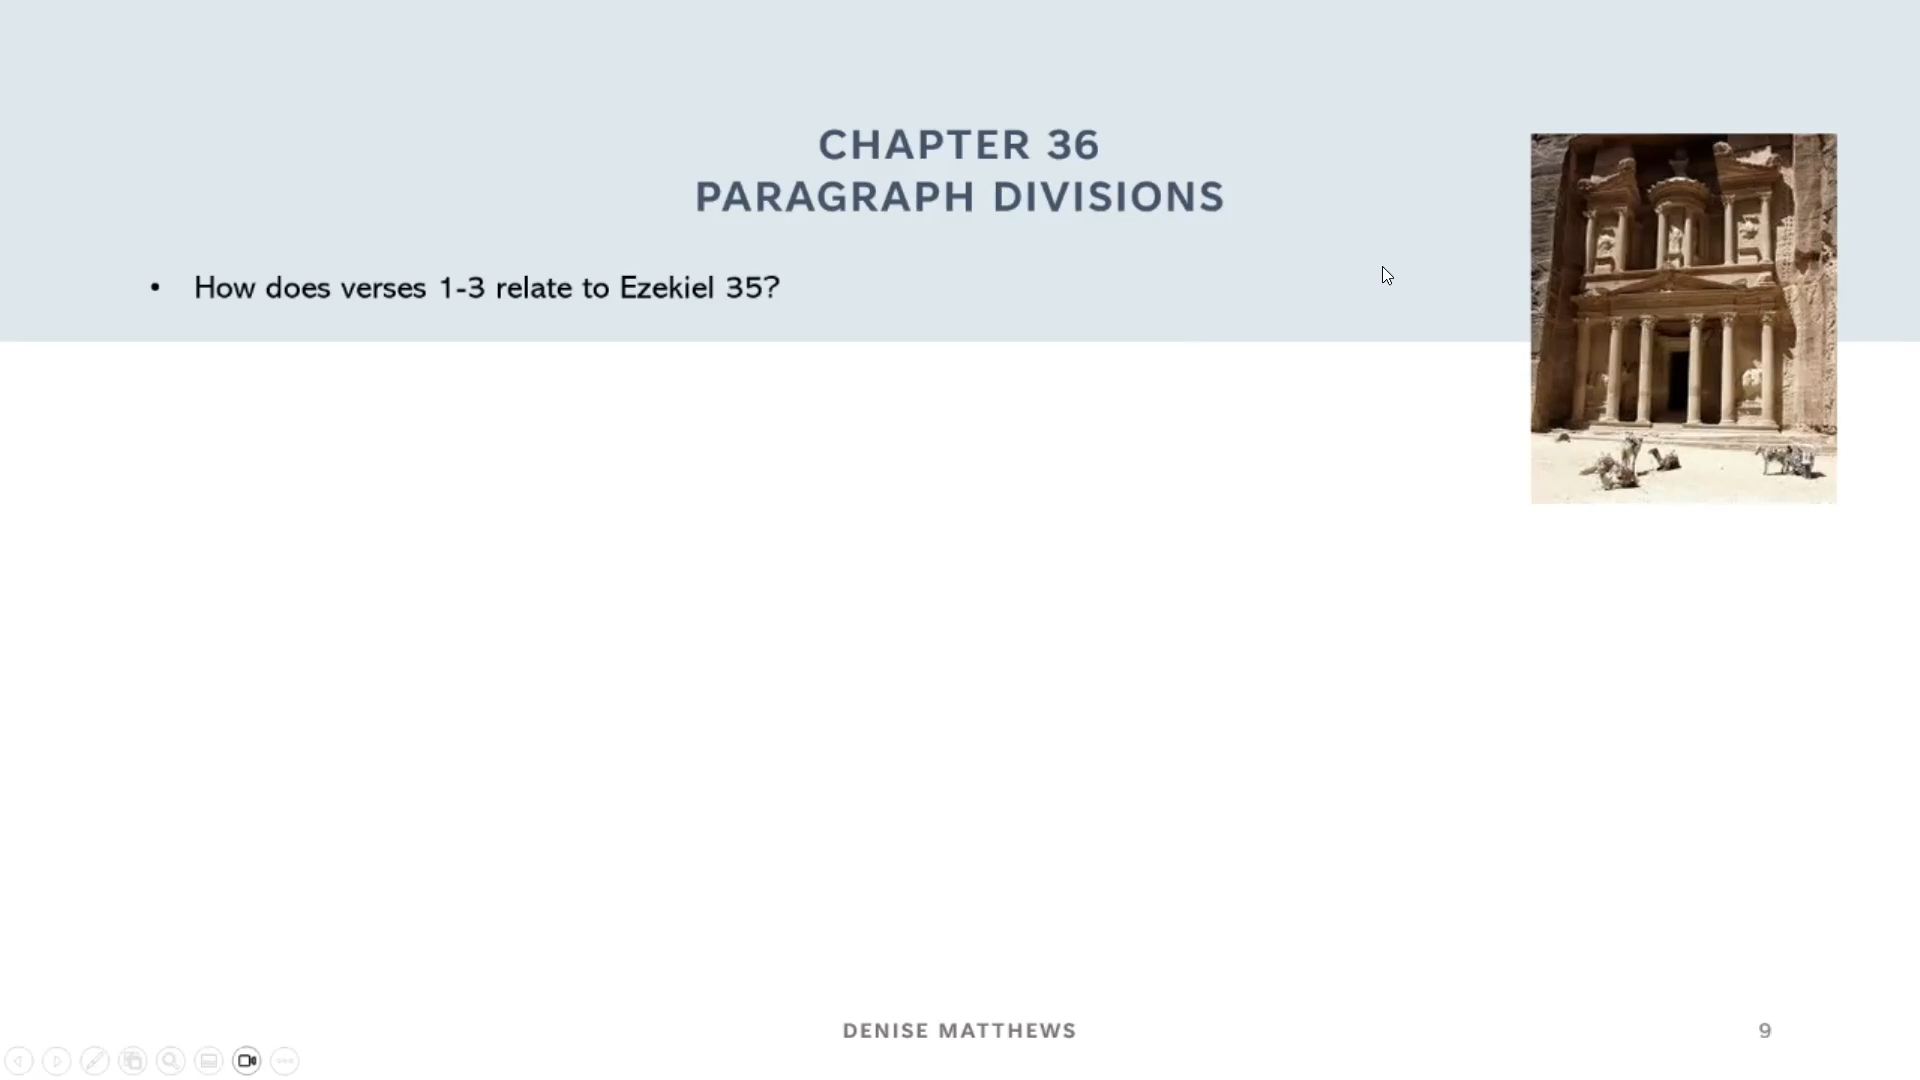 CHAPTER 36
PARAGRAPH DIVISIONS
• How does verses 1-3 relate to Ezekiel 35?
DENISE MATTHEWS
9